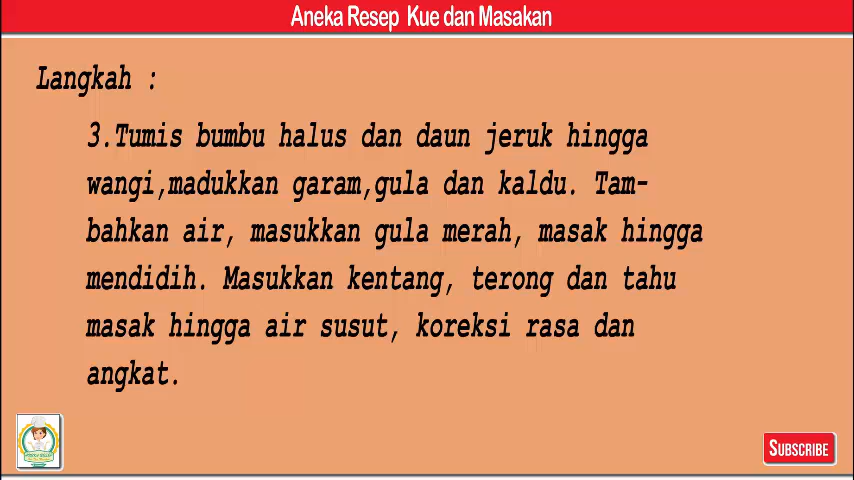 Aneka Resep Kue dan Masakan
Langkah :
3.Tumis bumbu halus dan daun jeruk hingga
wangi,madukkan garam,gula dan kaldu. Tam-
bahkan air, masukkan gula merah, masak hingga
mendidih. Masukkan kentang, terong dan tahu
masak hingga air susut, koreksi rasa dan
angkat.
SUBSCRIBE